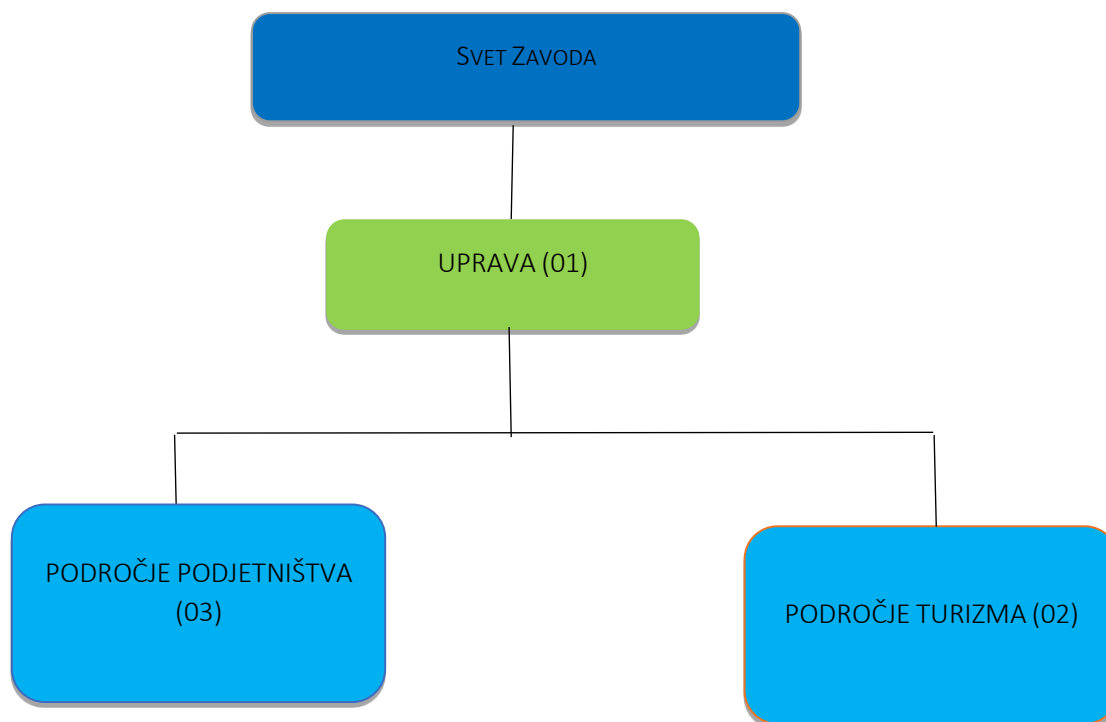 SVET ZAVODA
UPRAVA (01)
PODROČJE PODJETNIŠTVA
(03)
PODROČJE TURIZMA (02)